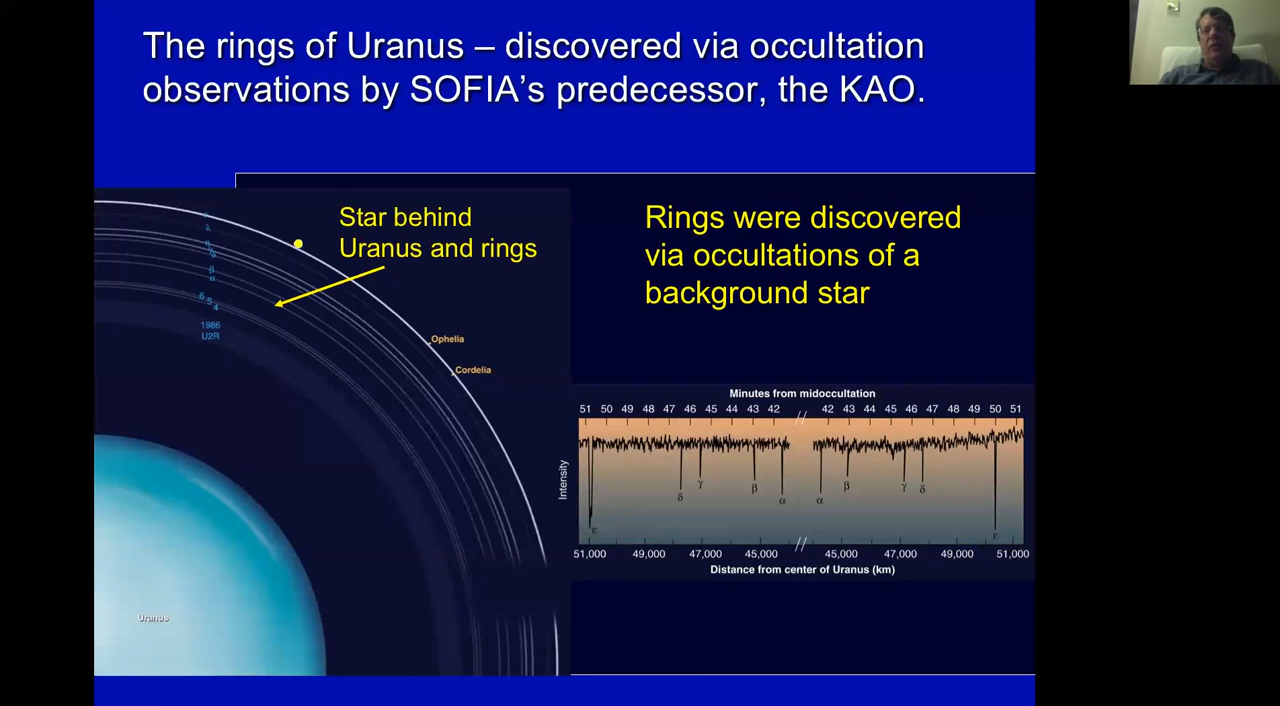 The rings of Uranus – discovered via occultation
observations by SOFIA's predecessor, the KAO.
Star behind
Uranus and rings
Rings were discovered
via occultations of a
background star
λ
η
γ
β
α
6 5 4
1986
U2R
Ophelia
Cordelia
Uranus
Minutes from midoccultation
51 50 49 48 47 46 45 44 43 42 // 42 43 44 45 46 47 48 49 50 51
Intensity
ε δ γ β α α β γ δ ε
51,000 49,000 47,000 45,000 // 45,000 47,000 49,000 51,000
Distance from center of Uranus (km)